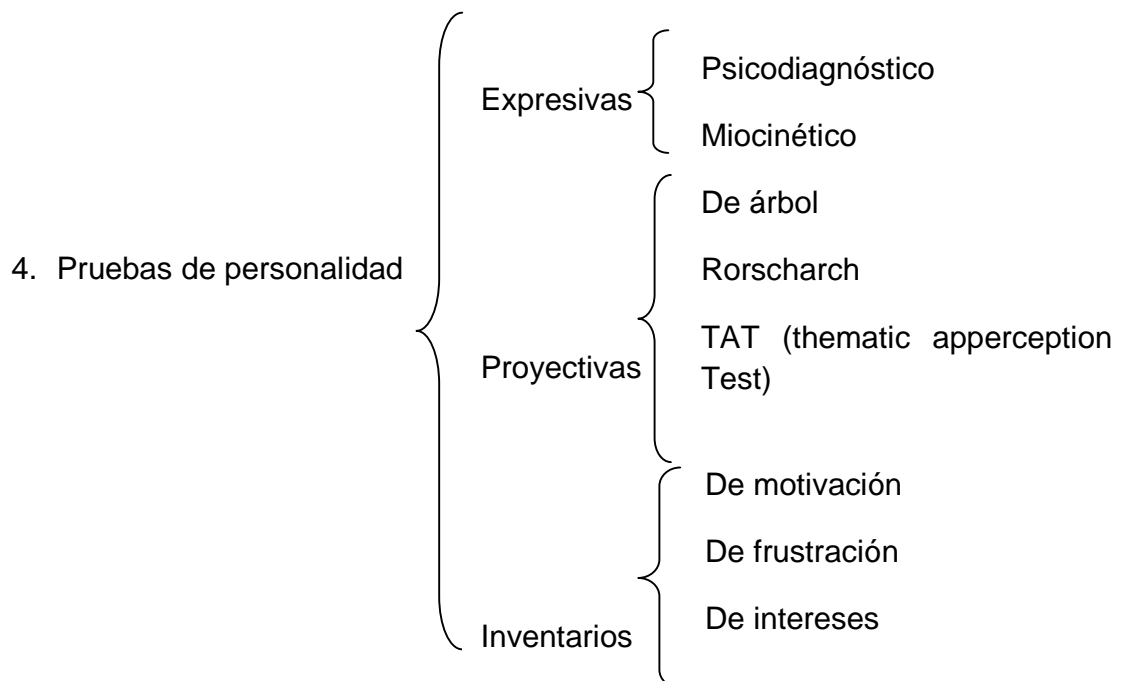 4. Pruebas de personalidad
Expresivas
Psicodiagnóstico
Miocinético
Proyectivas
De árbol
Rorscharch
TAT (thematic apperception
Test)
Inventarios
De motivación
De frustración
De intereses